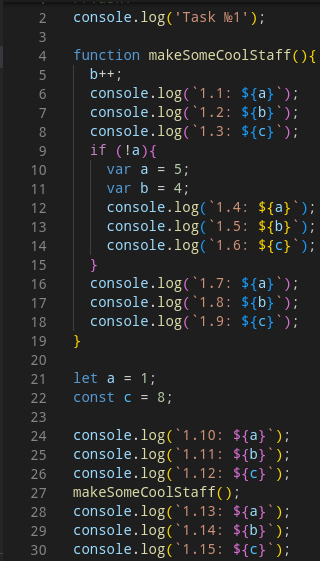 2 console.log('Task №1');
3
4 function makeSomeCoolStaff(){
5 b++;
6 console.log(`1.1: ${a}`);
7 console.log(`1.2: ${b}`);
8 console.log(`1.3: ${c}`);
9 if (!a){
10 var a = 5;
11 var b = 4;
12 console.log(`1.4: ${a}`);
13 console.log(`1.5: ${b}`);
14 console.log(`1.6: ${c}`);
15 }
16 console.log(`1.7: ${a}`);
17 console.log(`1.8: ${b}`);
18 console.log(`1.9: ${c}`);
19 }
20
21 let a = 1;
22 const c = 8;
23
24 console.log(`1.10: ${a}`);
25 console.log(`1.11: ${b}`);
26 console.log(`1.12: ${c}`);
27 makeSomeCoolStaff();
28 console.log(`1.13: ${a}`);
29 console.log(`1.14: ${b}`);
30 console.log(`1.15: ${c}`);